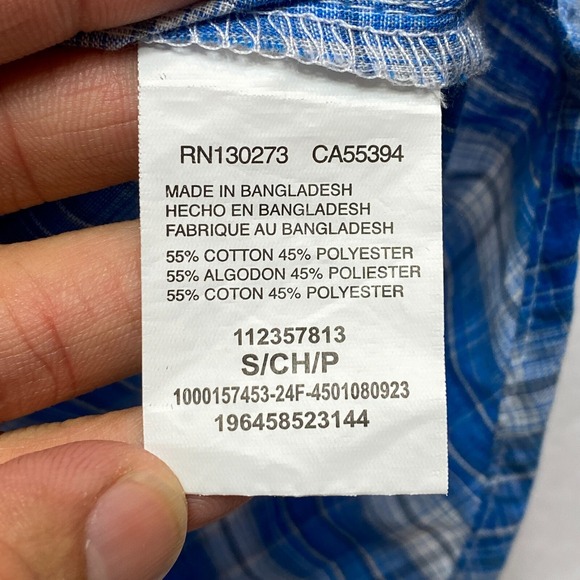 RN130273 CA55394
MADE IN BANGLADESH
HECHO EN BANGLADESH
FABRIQUE AU BANGLADESH
55% COTTON 45% POLYESTER
55% ALGODON 45% POLIESTER
55% COTON 45% POLYESTER
112357813
S/CH/P
1000157453-24F-4501080923
196458523144